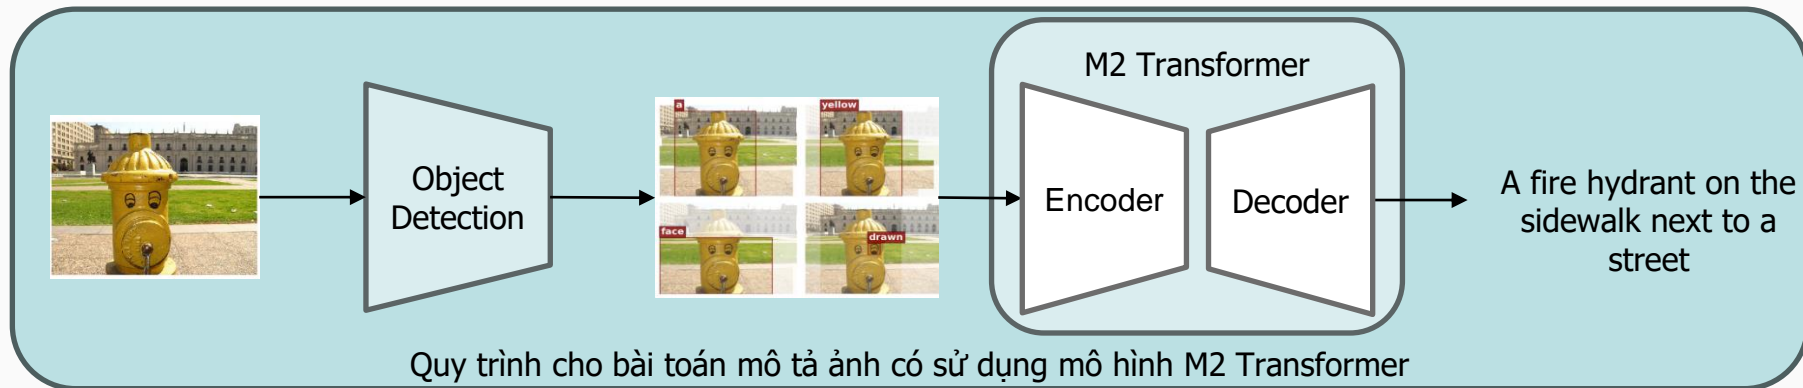 M2 Transformer
Object
Detection
a
yellow
face
drawn
Encoder
Decoder
A fire hydrant on the
sidewalk next to a
street
Quy trình cho bài toán mô tả ảnh có sử dụng mô hình M2 Transformer